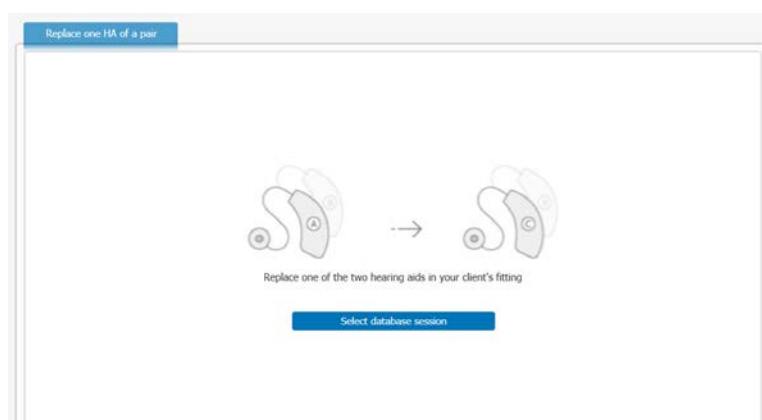 Replace one HA of a pair
A
C
Replace one of the two hearing aids in your client's fitting
Select database session